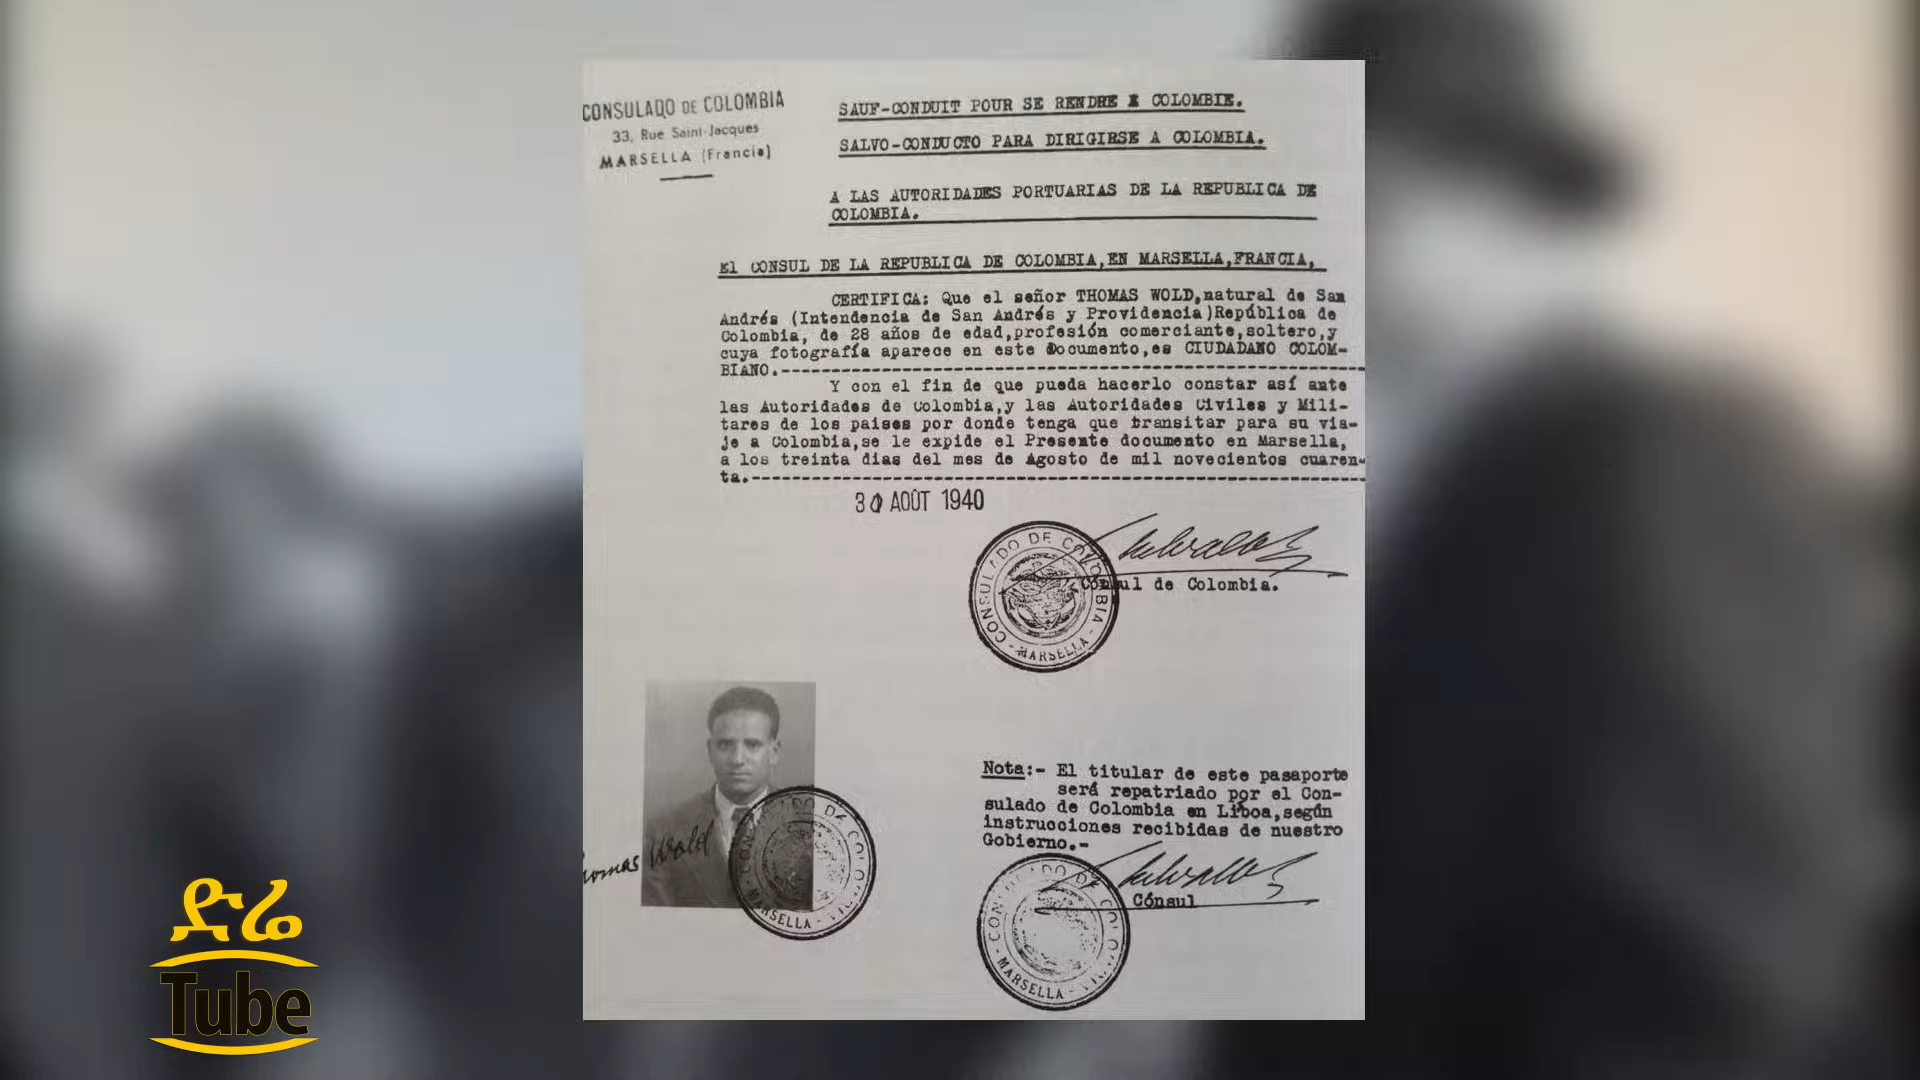 CONSULADO DE COLOMBIA
33, Rue Saint-Jacques
MARSELLA (Francia)
SAUF-CONDUIT POUR SE RENDRE A COLOMBIE.
SALVO-CONDUCTO PARA DIRIGIRSE A COLOMBIA.
A LAS AUTORIDADES PORTUARIAS DE LA REPUBLICA DE
COLOMBIA.
El CONSUL DE LA REPUBLICA DE COLOMBIA, EN MARSELLA, FRANCIA,
CERTIFICA: Que el señor THOMAS WOLD, natural de San
Andrés (Intendencia de San Andrés y Providencia) República de
Colombia, de 28 años de edad, profesión comerciante, soltero, y
cuya fotografía aparece en este Documento, es CIUDADANO COLOM-
BIANO.-
Y con el fin de que pueda hacerlo constar así ante
las Autoridades de Colombia, y las Autoridades Civiles y Mili-
tares de los paises por donde tenga que transitar para su via-
je a Colombia, se le expide el Presente documento en Marsella,
a los treinta dias del mes de Agosto de mil novecientos cuaren-
ta.-
30 AOÛT 1940
CONSULADO DE COLOMBIA - MARSELLA -
Cónsul de Colombia.
Nota:- El titular de este pasaporte
será repatriado por el Con-
sulado de Colombia en Lisboa, según
instrucciones recibidas de nuestro
Gobierno.-
Cónsul
homas Wold
MARSELLA
MARSELLA
ድሬ
Tube